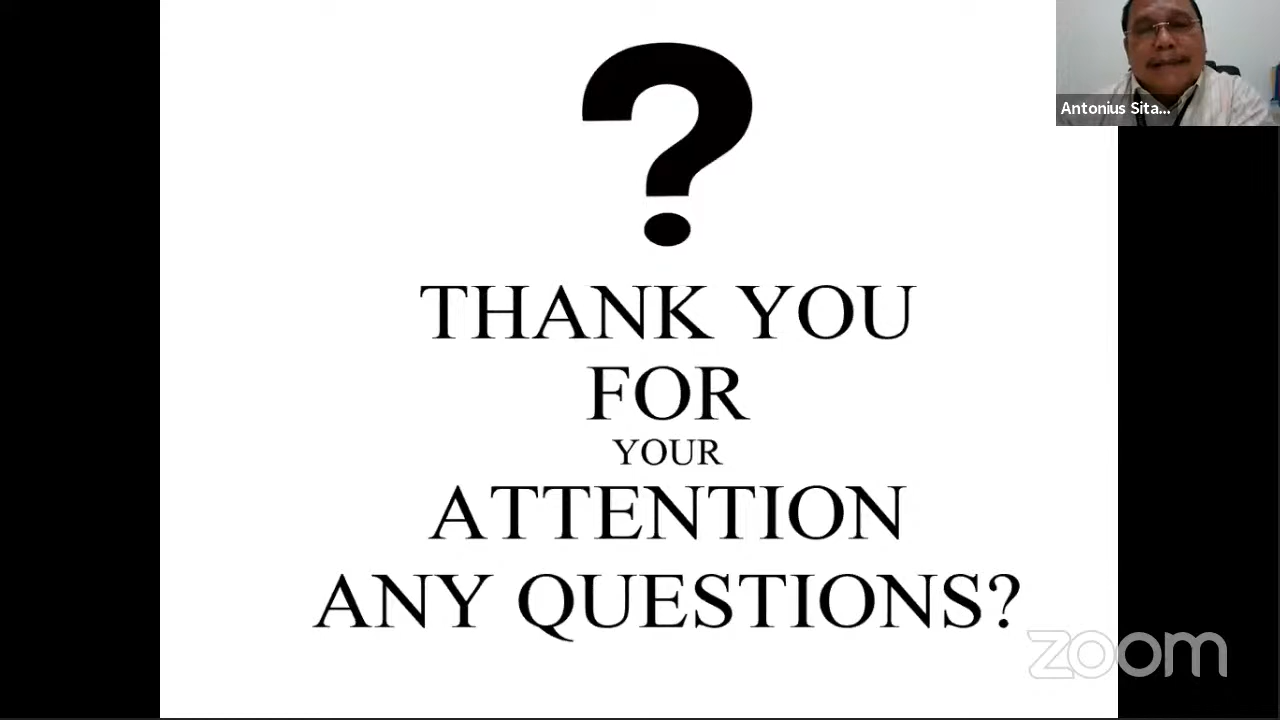 ?
THANK YOU
FOR
YOUR
ATTENTION
ANY QUESTIONS?
Antonius Sita...
zoom